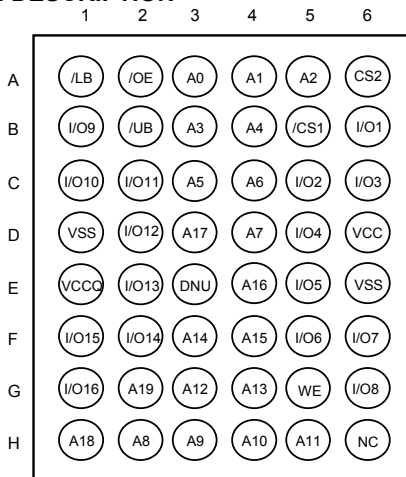 1 2 3 4 5 6
A /LB /OE A0 A1 A2 CS2
B I/O9 /UB A3 A4 /CS1 I/O1
C I/O10 I/O11 A5 A6 I/O2 I/O3
D VSS I/O12 A17 A7 I/O4 VCC
E VCCQ I/O13 DNU A16 I/O5 VSS
F I/O15 I/O14 A14 A15 I/O6 I/O7
G I/O16 A19 A12 A13 WE I/O8
H A18 A8 A9 A10 A11 NC